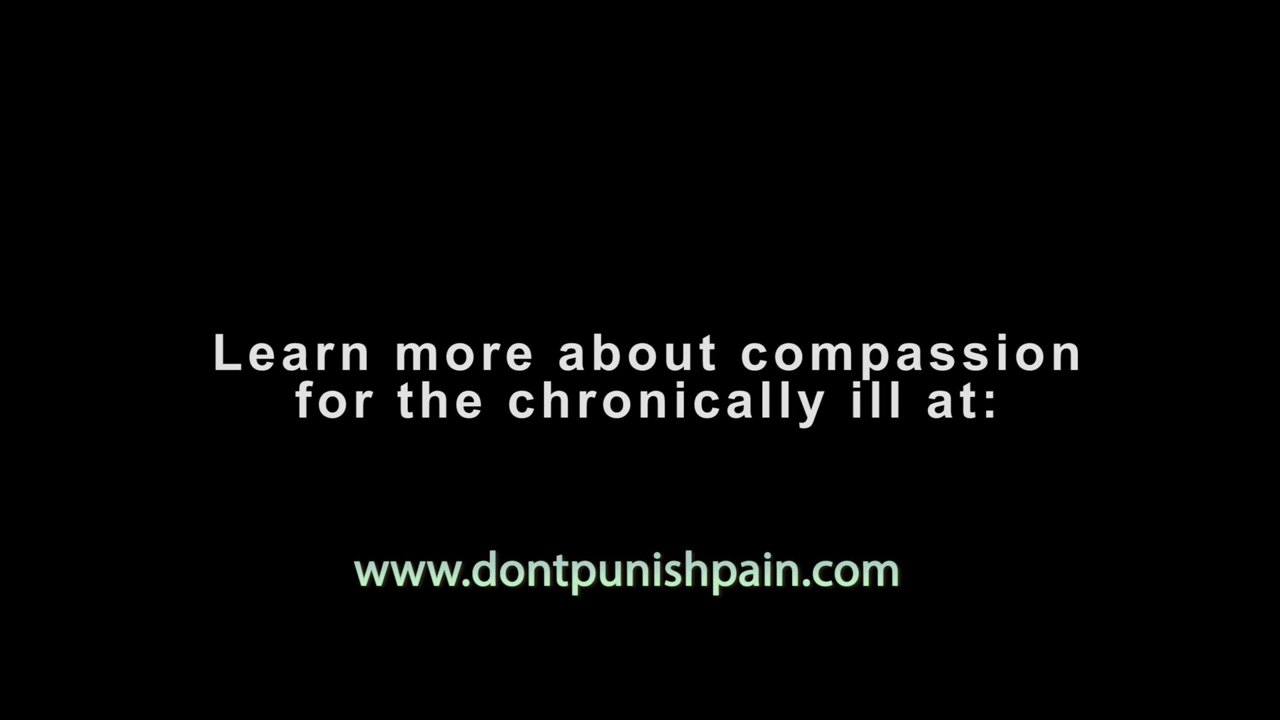 Learn more about compassion
for the chronically ill at:
www.dontpunishpain.com